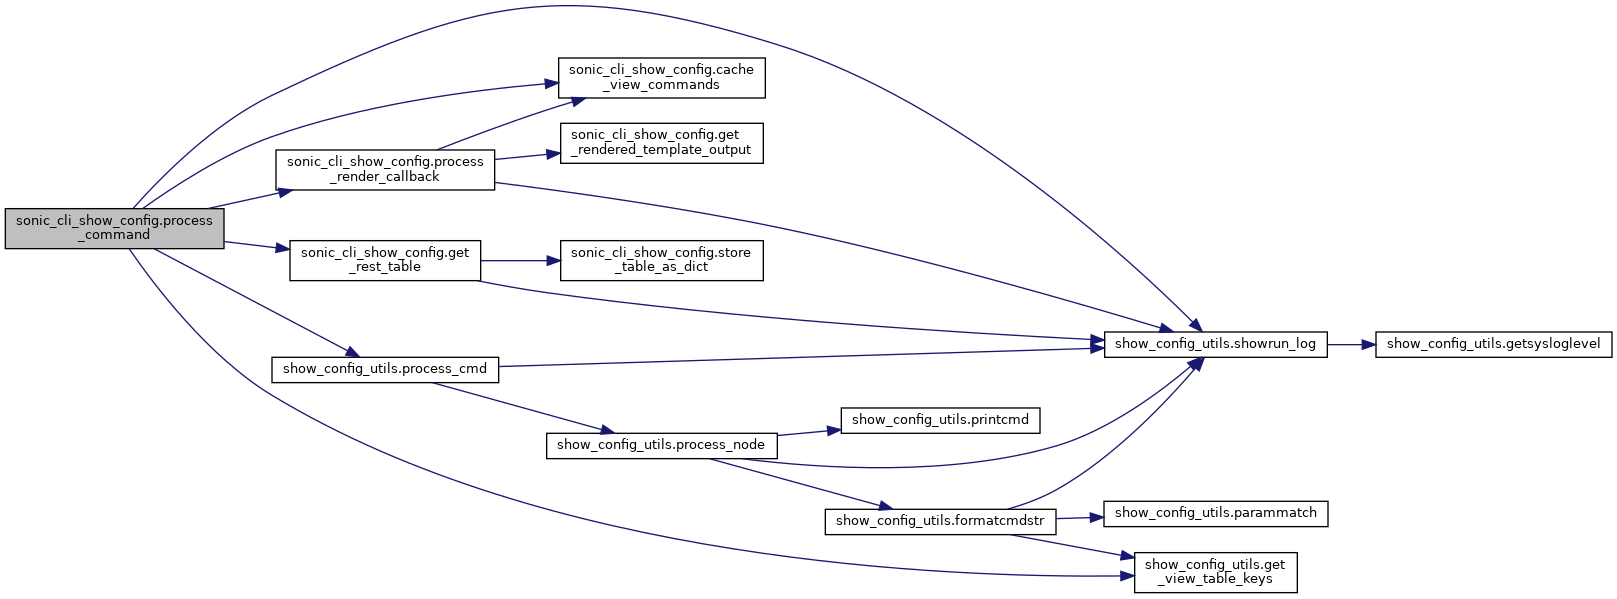 sonic_cli_show_config.cache
_view_commands
sonic_cli_show_config.get
_rendered_template_output
sonic_cli_show_config.process
_render_callback
sonic_cli_show_config.process
_command
sonic_cli_show_config.get
_rest_table
sonic_cli_show_config.store
_table_as_dict
show_config_utils.showrun_log
show_config_utils.getsysloglevel
show_config_utils.process_cmd
show_config_utils.printcmd
show_config_utils.process_node
show_config_utils.formatcmdstr
show_config_utils.parammatch
show_config_utils.get
_view_table_keys